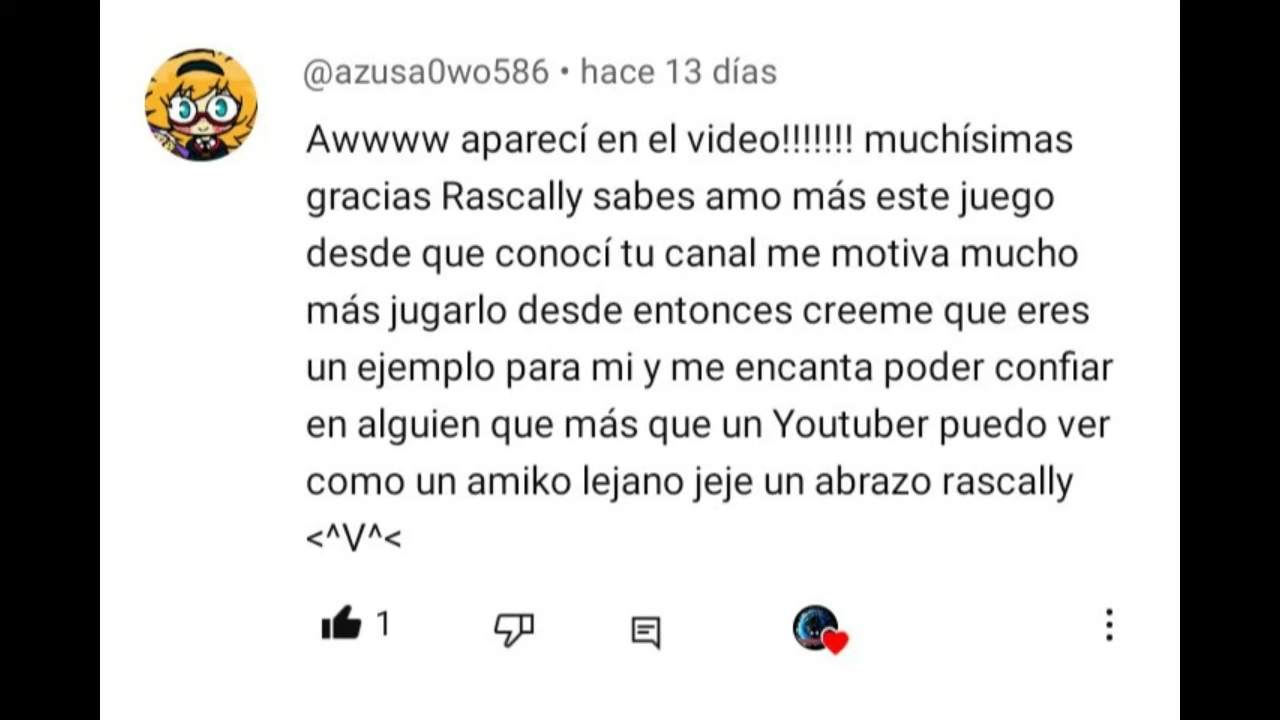 @azusa0wo586 • hace 13 días
Awwww aparecí en el video!!!!!!! muchísimas
gracias Rascally sabes amo más este juego
desde que conocí tu canal me motiva mucho
más jugarlo desde entonces creeme que eres
un ejemplo para mi y me encanta poder confiar
en alguien que más que un Youtuber puedo ver
como un amiko lejano jeje un abrazo rascally
<^V^<
1